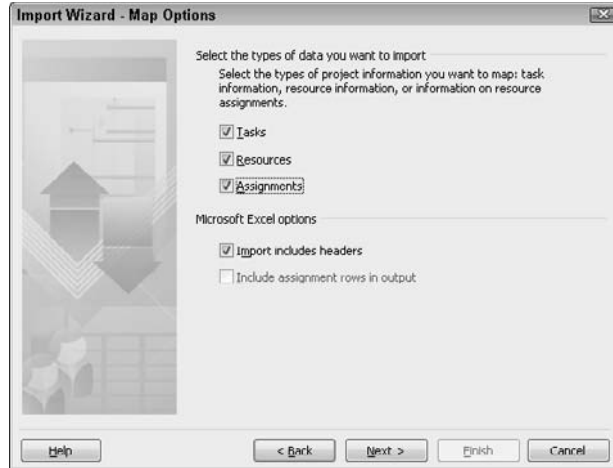 Import Wizard - Map Options
Select the types of data you want to import
Select the types of project information you want to map: task
information, resource information, or information on resource
assignments.
Tasks
Resources
Assignments
Microsoft Excel options
Import includes headers
Include assignment rows in output
Help
< Back
Next >
Finish
Cancel